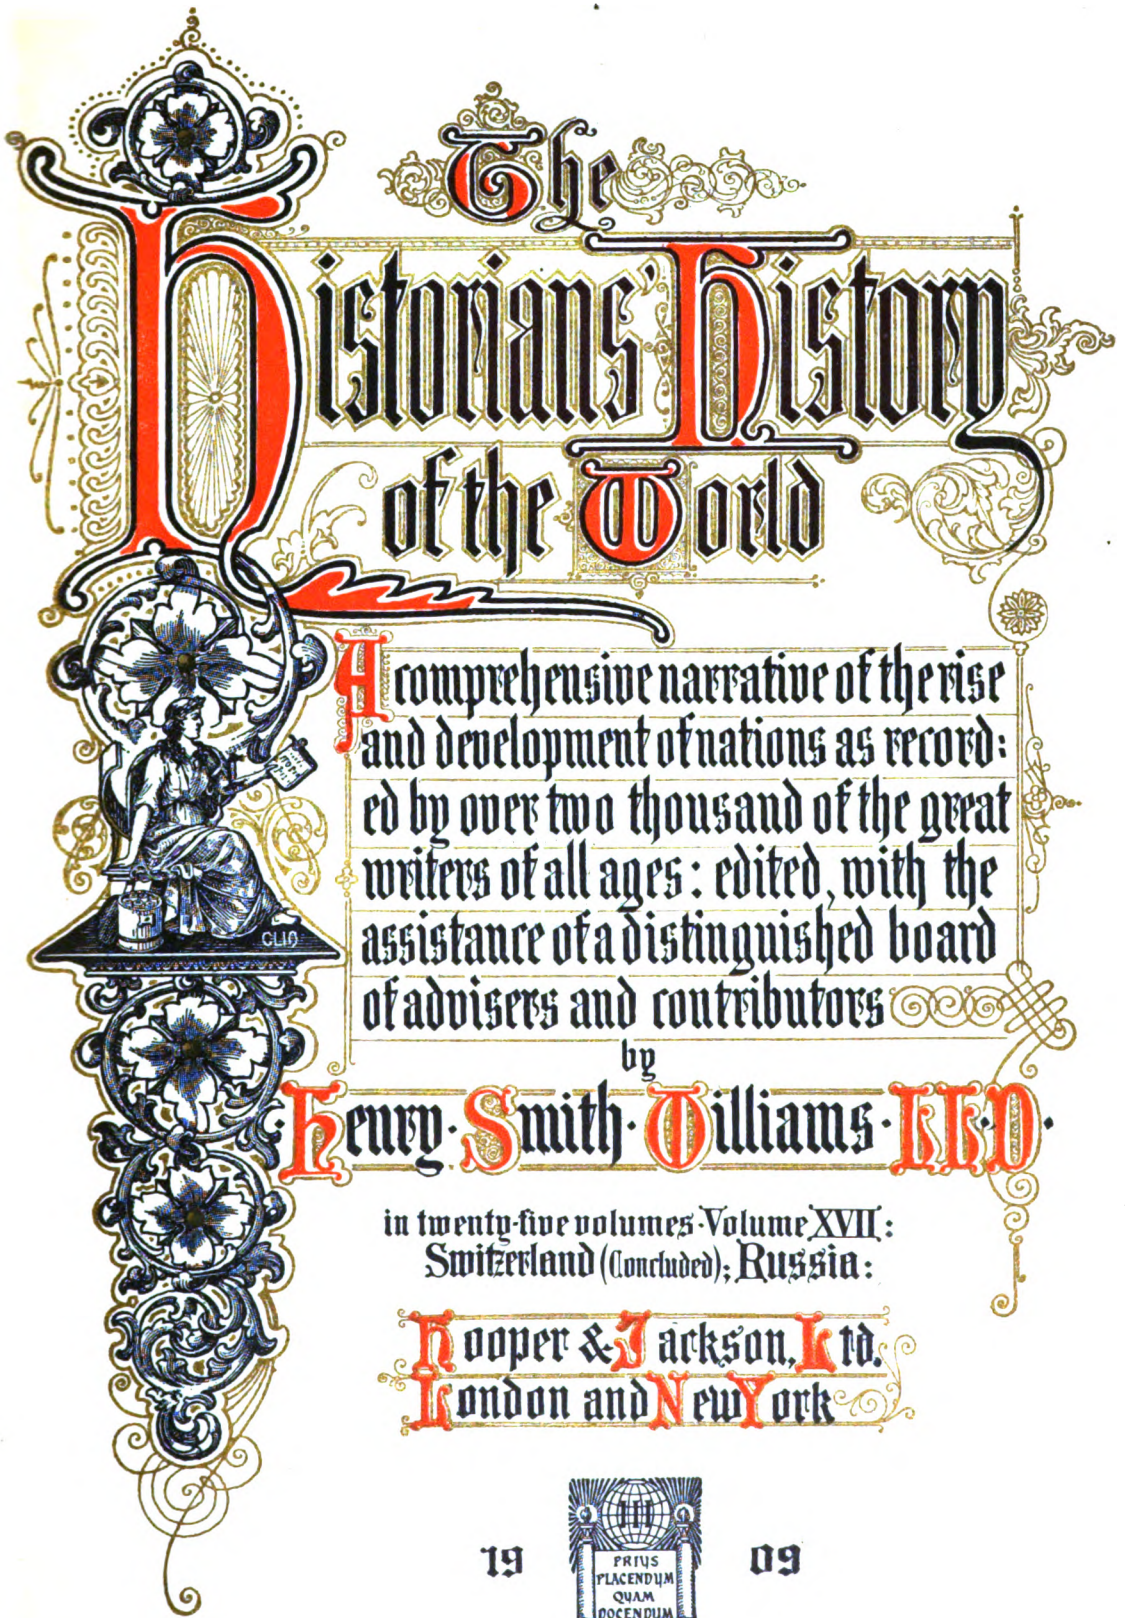 The
Historians' History
of the World
A comprehensive narrative of the rise
and development of nations as record:
ed by over two thousand of the great
writers of all ages: edited, with the
assistance of a distinguished board
of advisers and contributors
by
Henry · Smith · Williams · LL · D ·
in twenty-five volumes · Volume XVII:
Switzerland (Concluded); Russia:
Hooper & Jackson, Ltd.
London and New York
CLIO
19 09
III
PRIUS
PLACENDUM
QUAM
DOCENDUM